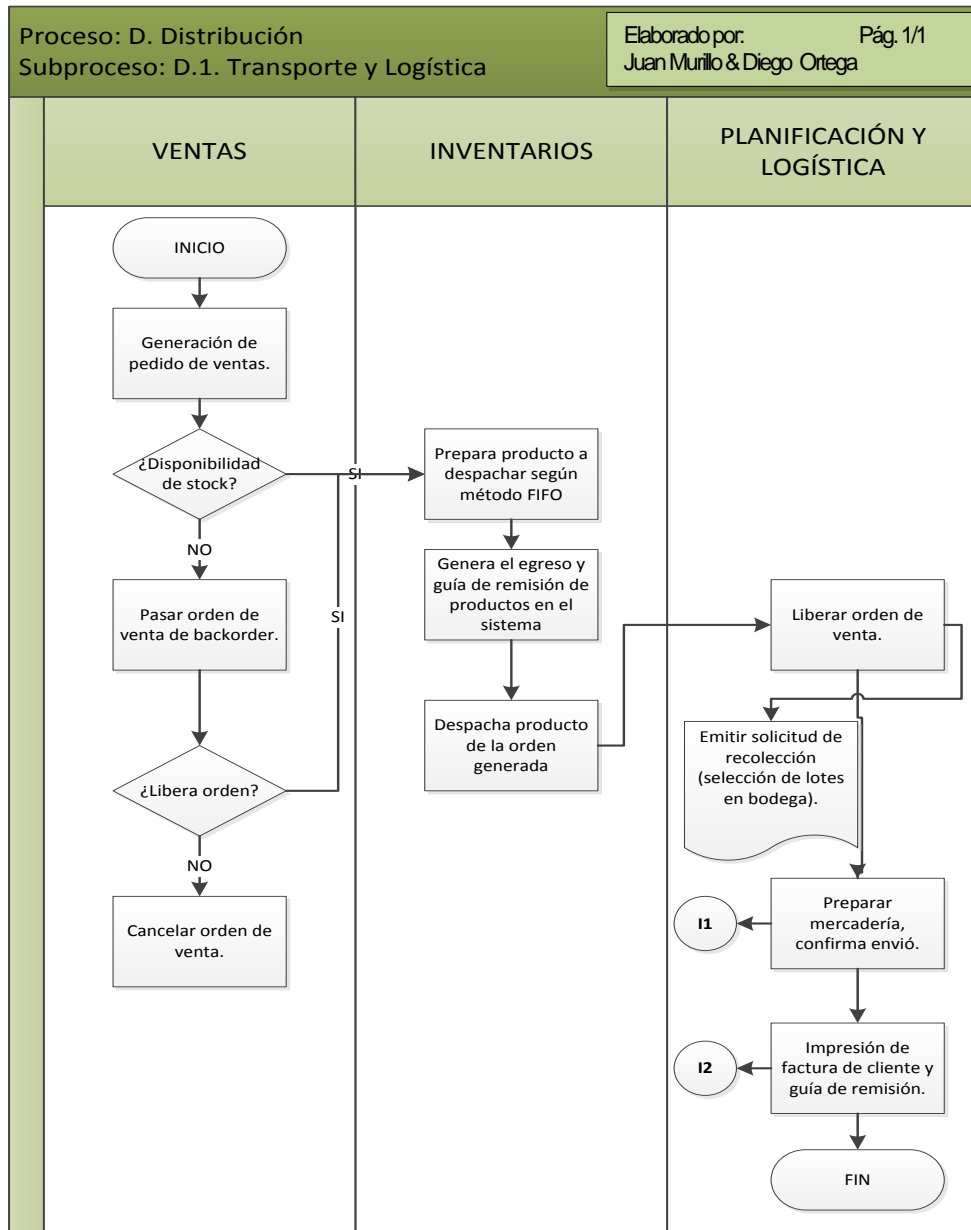 Proceso: D. Distribución
Subproceso: D.1. Transporte y Logística
Elaborado por: Pág. 1/1
Juan Murillo & Diego Ortega
VENTAS
INVENTARIOS
PLANIFICACIÓN Y
LOGÍSTICA
INICIO
Generación de
pedido de ventas.
¿Disponibilidad
de stock?
SI
NO
Pasar orden de
venta de backorder.
SI
¿Libera orden?
NO
Cancelar orden de
venta.
Prepara producto a
despachar según
método FIFO
Genera el egreso y
guía de remisión de
productos en el
sistema
Despacha producto
de la orden
generada
Liberar orden de
venta.
Emitir solicitud de
recolección
(selección de lotes
en bodega).
Preparar
mercadería,
confirma envió.
I1
Impresión de
factura de cliente y
guía de remisión.
I2
FIN